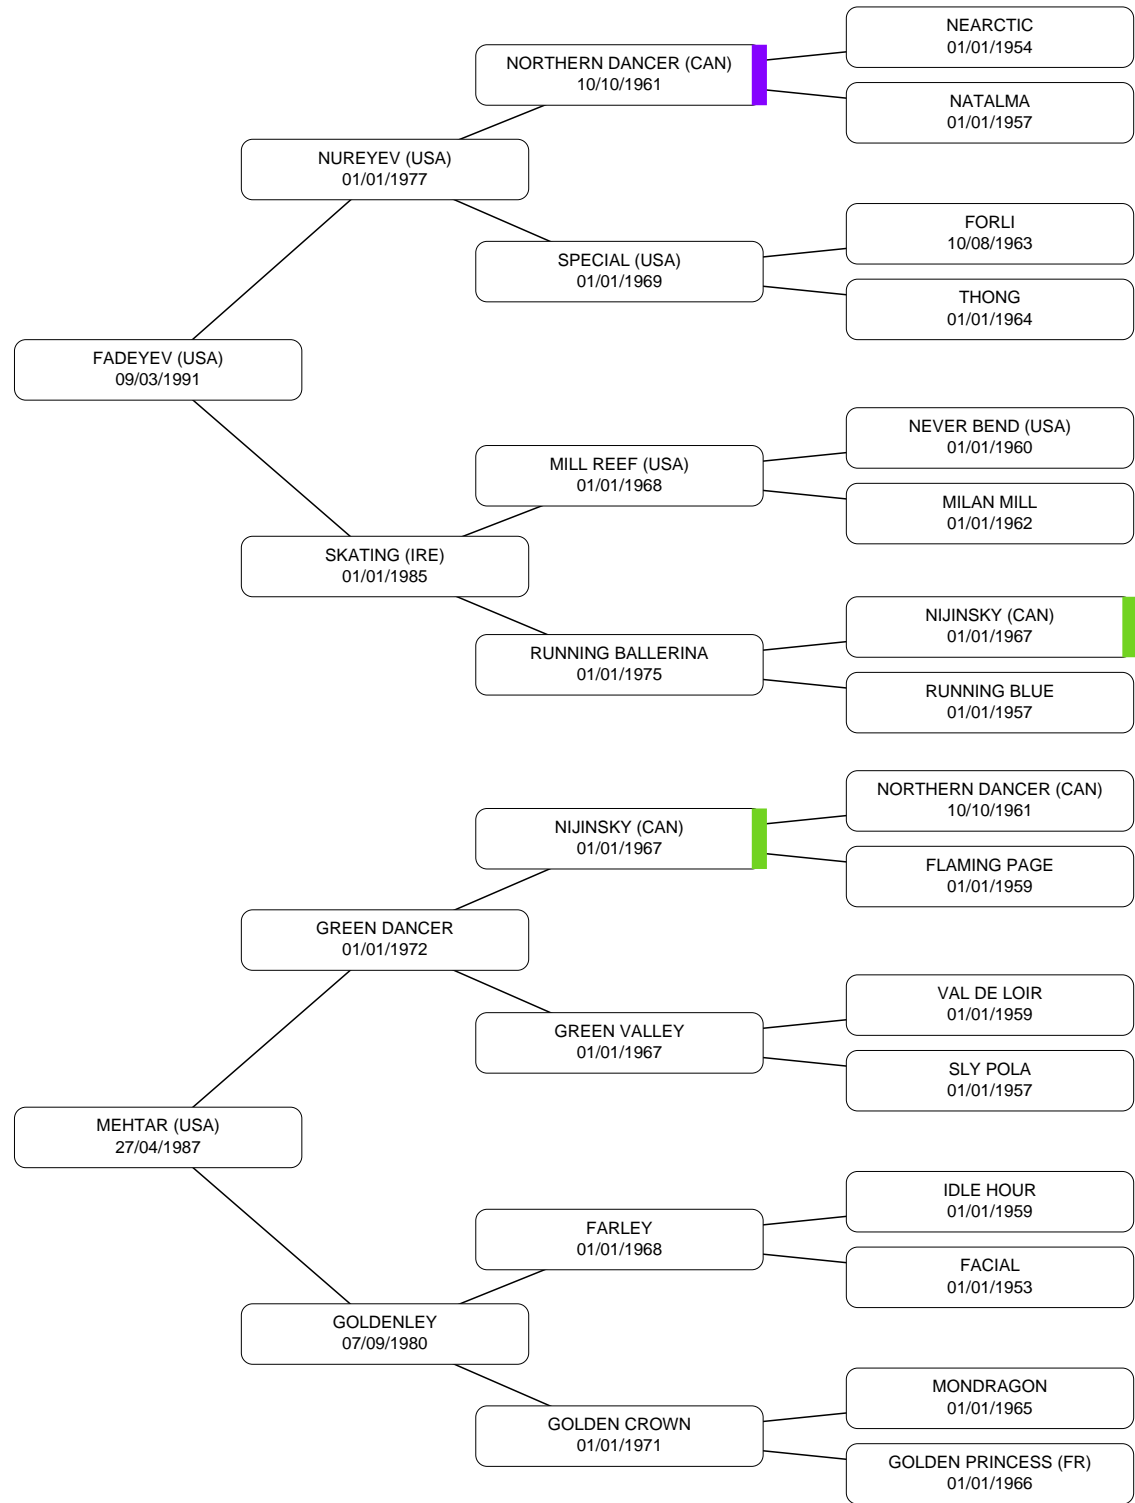 NEARCTIC
01/01/1954
NORTHERN DANCER (CAN)
10/10/1961
NATALMA
01/01/1957
NUREYEV (USA)
01/01/1977
FORLI
10/08/1963
SPECIAL (USA)
01/01/1969
THONG
01/01/1964
FADEYEV (USA)
09/03/1991
NEVER BEND (USA)
01/01/1960
MILL REEF (USA)
01/01/1968
MILAN MILL
01/01/1962
SKATING (IRE)
01/01/1985
NIJINSKY (CAN)
01/01/1967
RUNNING BALLERINA
01/01/1975
RUNNING BLUE
01/01/1957
NORTHERN DANCER (CAN)
10/10/1961
NIJINSKY (CAN)
01/01/1967
FLAMING PAGE
01/01/1959
GREEN DANCER
01/01/1972
VAL DE LOIR
01/01/1959
GREEN VALLEY
01/01/1967
SLY POLA
01/01/1957
MEHTAR (USA)
27/04/1987
IDLE HOUR
01/01/1959
FARLEY
01/01/1968
FACIAL
01/01/1953
GOLDENLEY
07/09/1980
MONDRAGON
01/01/1965
GOLDEN CROWN
01/01/1971
GOLDEN PRINCESS (FR)
01/01/1966